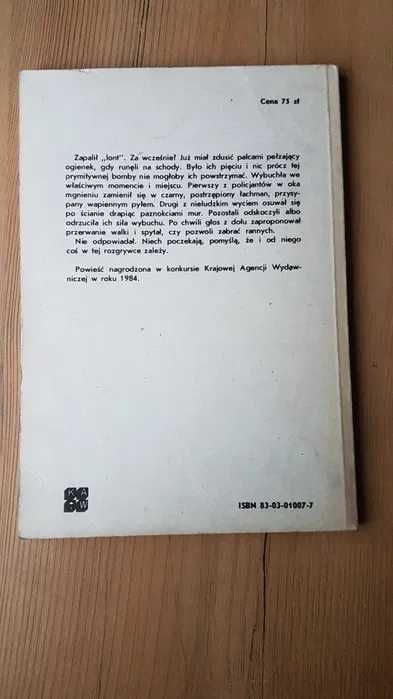 Cena 75 zł
Zapalił „lont". Za wcześnie? Już miał zdusić palcami pełzający
ogienek, gdy runęli na schody. Było ich pięciu i nic prócz tej
prymitywnej bomby nie mogłoby ich powstrzymać. Wybuchła we
właściwym momencie i miejscu. Pierwszy z policjantów w oka
mgnieniu zamienił się w czarny, postrzępiony łachman, przysy-
pany wapiennym pyłem. Drugi z nieludzkim wyciem osuwał się
po ścianie drapiąc paznokciami mur. Pozostali odskoczyli albo
odrzuciła ich siła wybuchu. Po chwili głos z dołu zaproponował
przerwanie walki i spytał, czy pozwoli zabrać rannych.
Nie odpowiadał. Niech poczekają, pomyślą, że i od niego
coś w tej rozgrywce zależy.
Powieść nagrodzona w konkursie Krajowej Agencji Wydaw-
niczej w roku 1984.
KAW
ISBN 83-03-01007-7